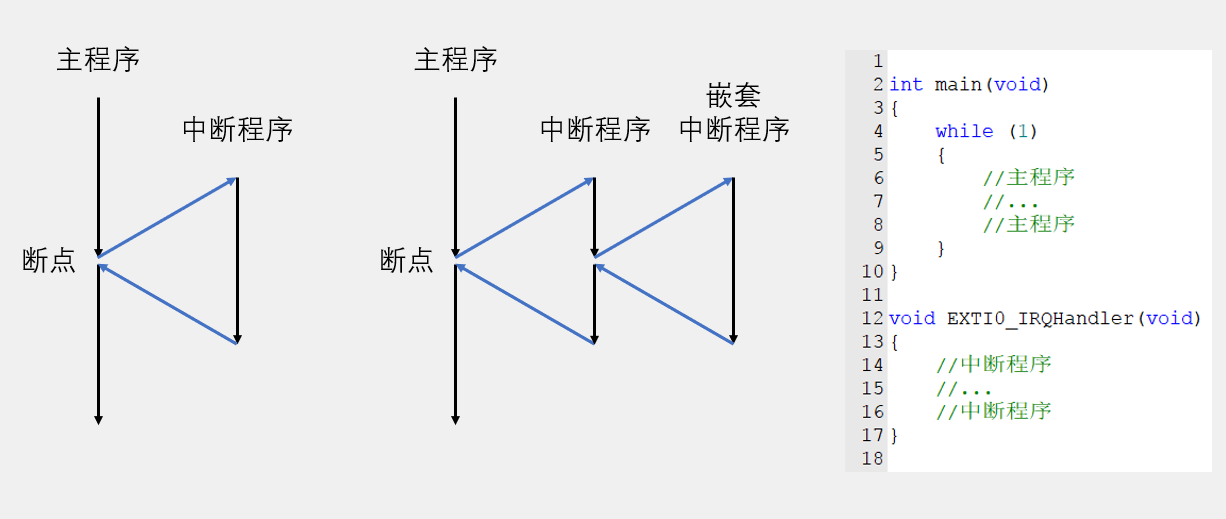 主程序
中断程序
断点
主程序
中断程序
嵌套
中断程序
断点
1
2 int main(void)
3 {
4     while (1)
5     {
6         //主程序
7         //...
8         //主程序
9     }
10 }
11
12 void EXTI0_IRQHandler(void)
13 {
14     //中断程序
15     //...
16     //中断程序
17 }
18